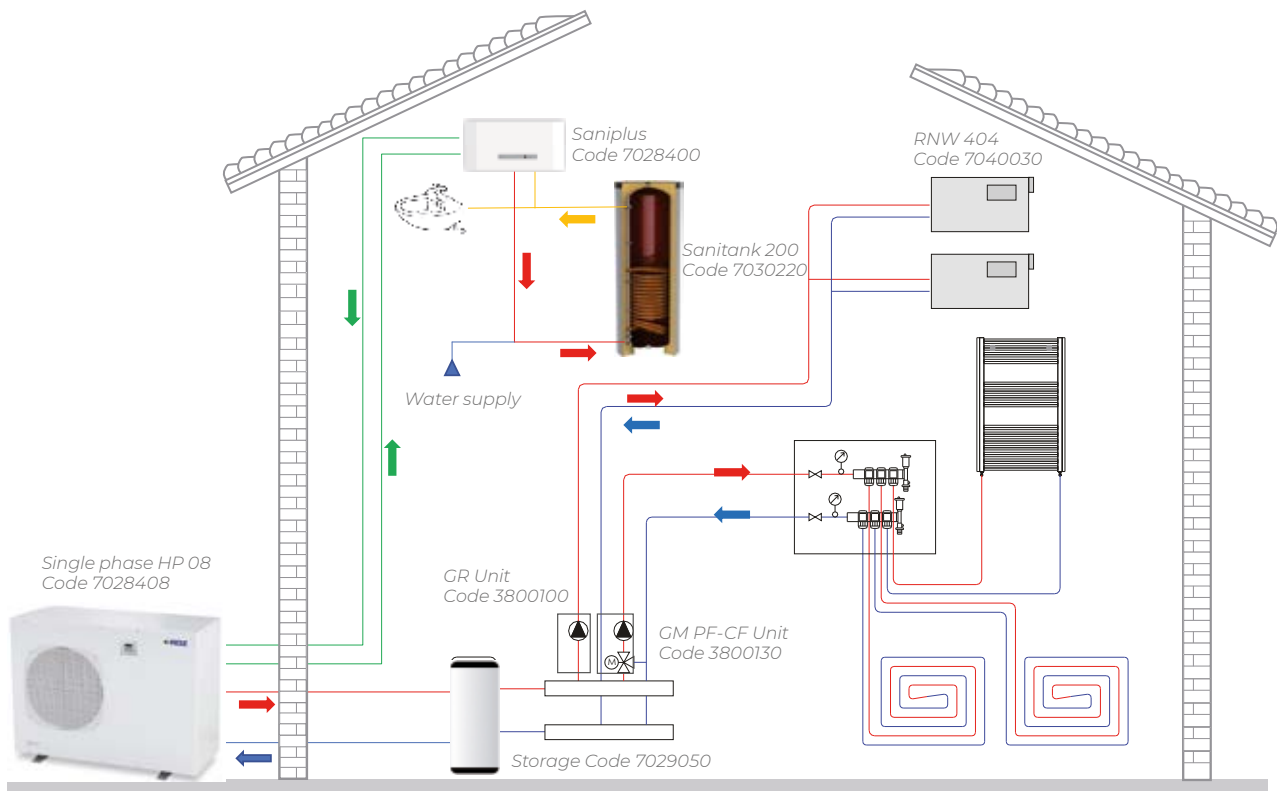 Saniplus
Code 7028400
RNW 404
Code 7040030
Sanitank 200
Code 7030220
Water supply
Single phase HP 08
Code 7028408
GR Unit
Code 3800100
GM PF-CF Unit
Code 3800130
M
Storage Code 7029050